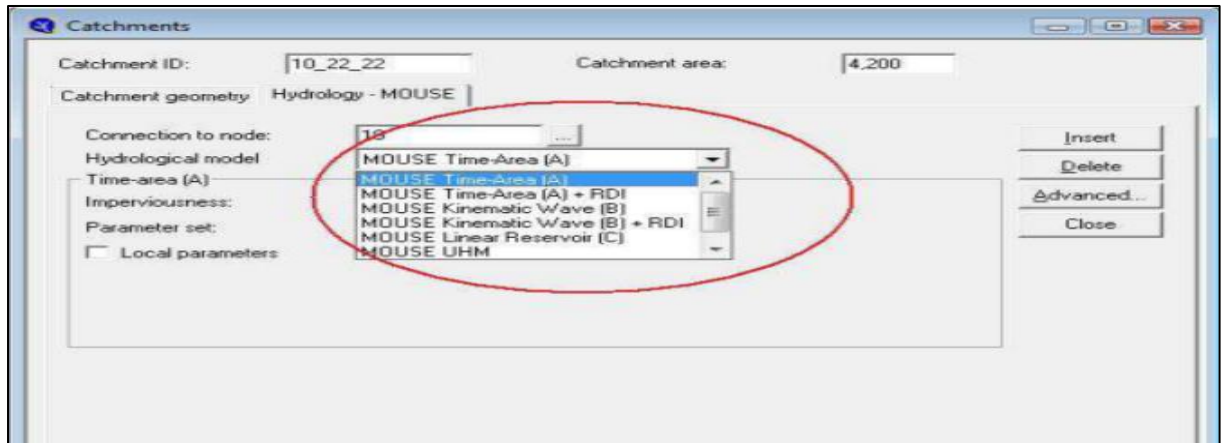 Catchments
Catchment ID: 10_22_22 Catchment area: 4,200
Catchment geometry Hydrology - MOUSE
Connection to node: 10 ... Insert
Hydrological model MOUSE Time-Area (A) Delete
Time-area (A) MOUSE Time-Area (A)
MOUSE Time-Area (A) + RDI Advanced...
Imperviousness: MOUSE Kinematic Wave (B)
Parameter set: MOUSE Kinematic Wave (B) + RDI Close
MOUSE Linear Reservoir (C)
Local parameters MOUSE UHM